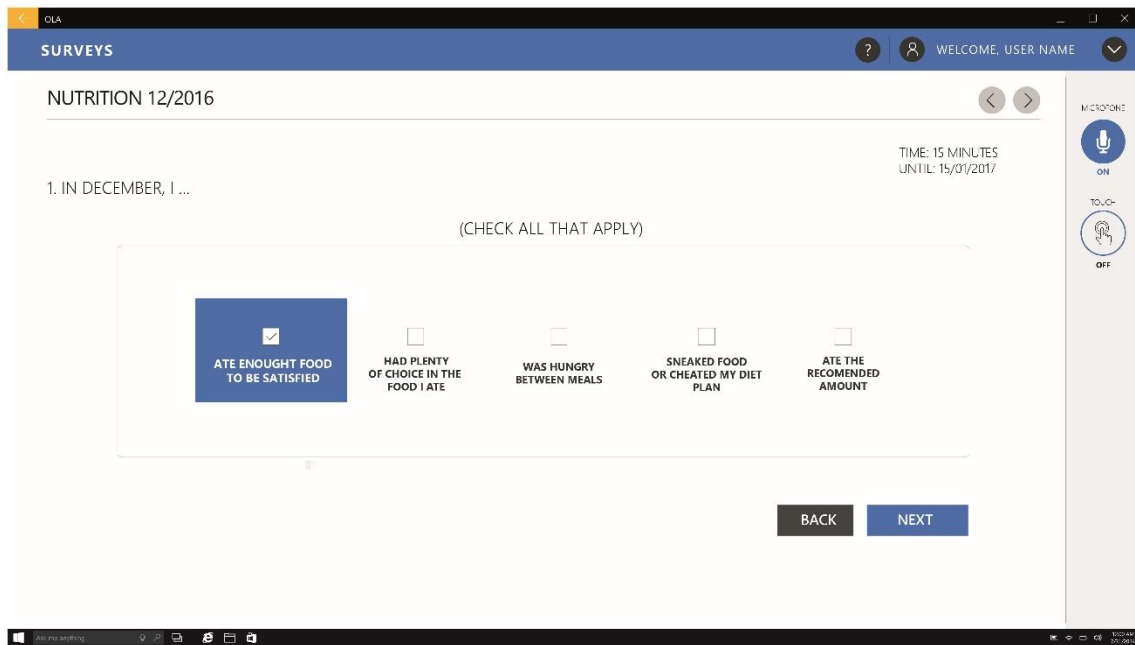 OLA
SURVEYS
? WELCOME, USER NAME
NUTRITION 12/2016
MICROFONE
ON
TIME: 15 MINUTES
UNTIL: 15/01/2017
TOUCH
OFF
1. IN DECEMBER, I ...
(CHECK ALL THAT APPLY)
ATE ENOUGHT FOOD
TO BE SATISFIED
HAD PLENTY
OF CHOICE IN THE
FOOD I ATE
WAS HUNGRY
BETWEEN MEALS
SNEAKED FOOD
OR CHEATED MY DIET
PLAN
ATE THE
RECOMENDED
AMOUNT
BACK
NEXT
Ask me anything